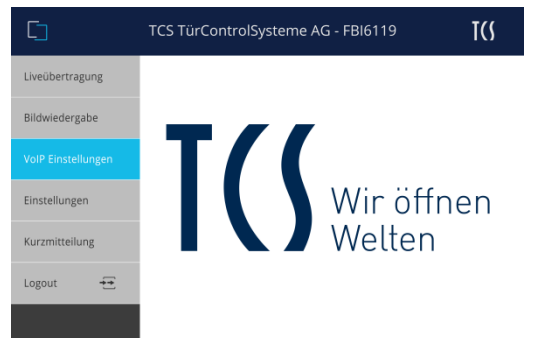 TCS TürControlSysteme AG - FBI6119
TCS
Liveübertragung
Bildwiedergabe
VoIP Einstellungen
Einstellungen
Kurzmitteilung
Logout
TCS
Wir öffnen
Welten